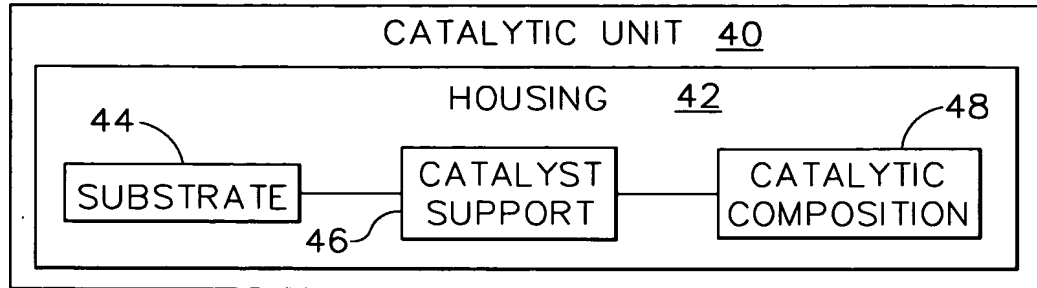 CATALYTIC UNIT 40
HOUSING 42
44
48
SUBSTRATE
CATALYST
SUPPORT
CATALYTIC
COMPOSITION
46